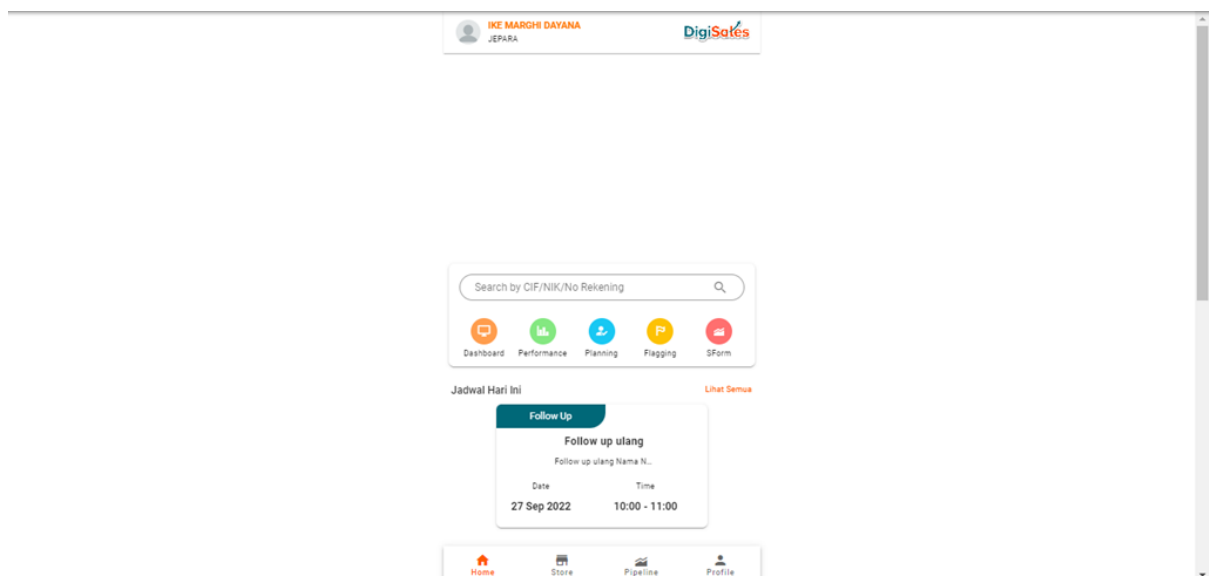 IKE MARGHI DAYANA
JEPARA
DigiSales
Search by CIF/NIK/No Rekening
Dashboard Performance Planning Flagging SForm
Jadwal Hari Ini Lihat Semua
Follow Up
Follow up ulang
Follow up ulang Nama N...
Date Time
27 Sep 2022 10:00 - 11:00
Home Store Pipeline Profile